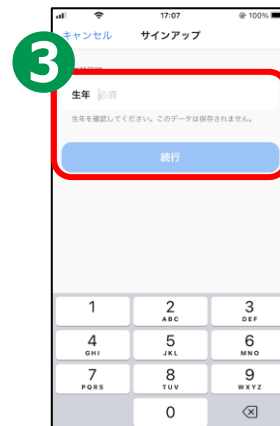 17:07
100%
キャンセル サインアップ
3
生年 必須
生年を確認してください。このデータは保存されません。
続行
1 2 3
ABC DEF
4 5 6
GHI JKL MNO
7 8 9
PQRS TUV WXYZ
0